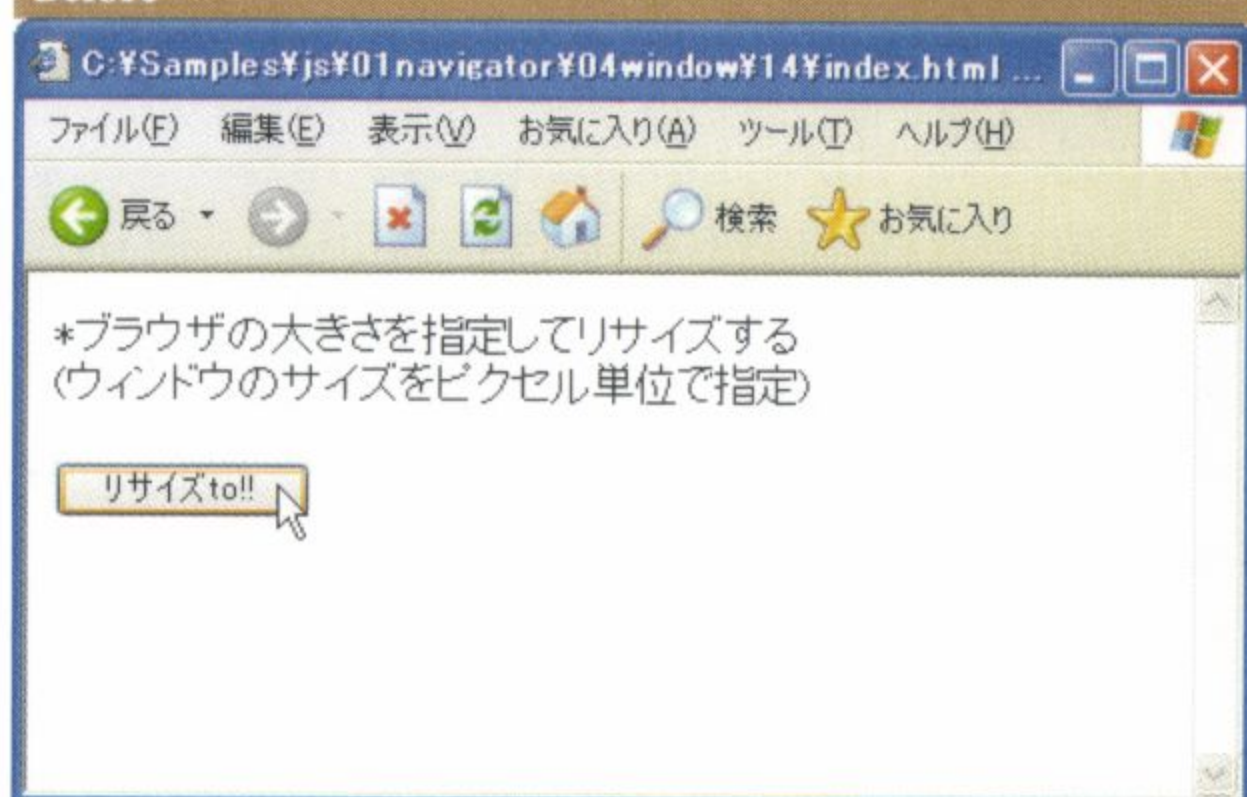 C:¥Samples¥js¥01navigator¥04window¥14¥index.html ...
ファイル(F) 編集(E) 表示(V) お気に入り(A) ツール(T) ヘルプ(H)
戻る 検索 お気に入り
*ブラウザの大きさを指定してリサイズする
(ウィンドウのサイズをピクセル単位で指定)
リサイズto!!